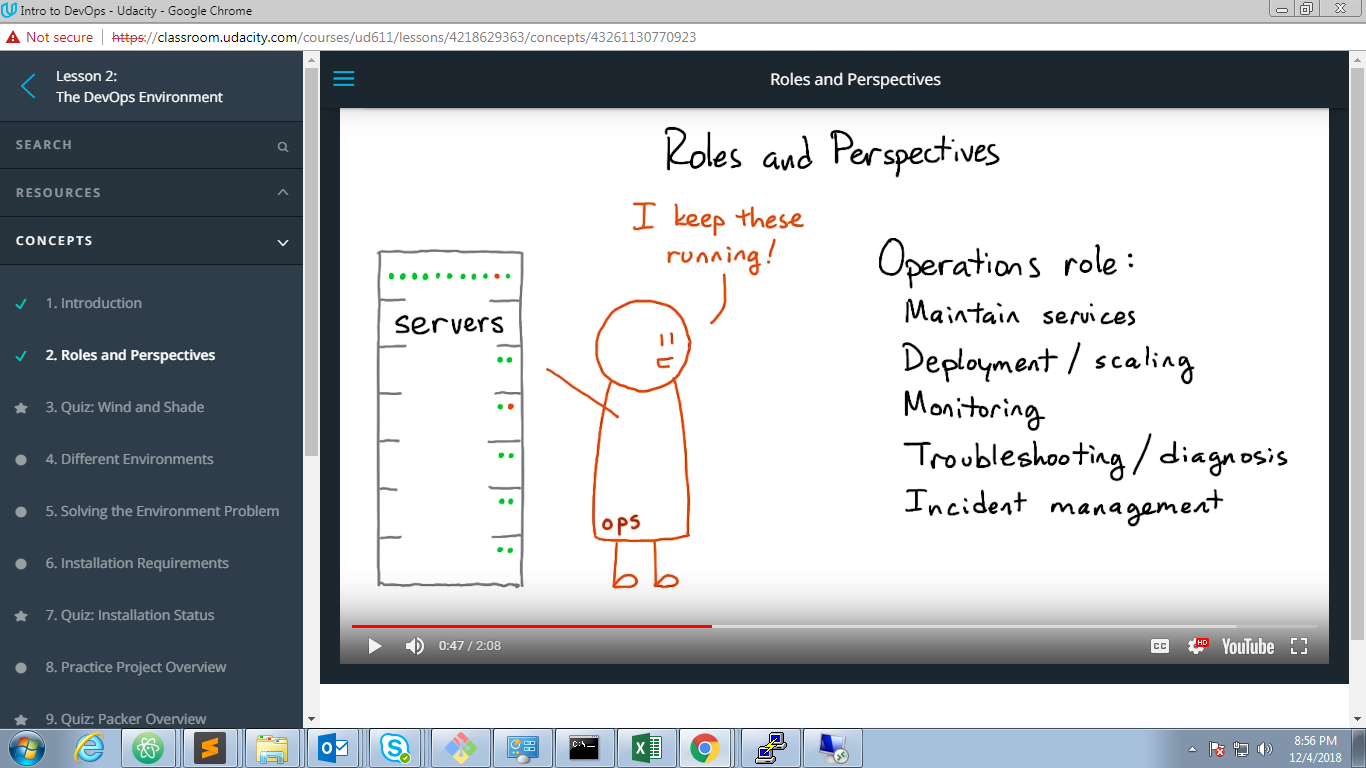 Intro to DevOps - Udacity - Google Chrome
Not secure | https://classroom.udacity.com/courses/ud611/lessons/4218629363/concepts/43261130770923
Lesson 2:
The DevOps Environment
SEARCH
RESOURCES
CONCEPTS
1. Introduction
2. Roles and Perspectives
3. Quiz: Wind and Shade
4. Different Environments
5. Solving the Environment Problem
6. Installation Requirements
7. Quiz: Installation Status
8. Practice Project Overview
9. Quiz: Packer Overview
Roles and Perspectives
Roles and Perspectives
I keep these
running!
servers
ops
Operations role:
Maintain services
Deployment / scaling
Monitoring
Troubleshooting / diagnosis
Incident management
0:47 / 2:08
CC
HD
YouTube
8:56 PM
12/4/2018